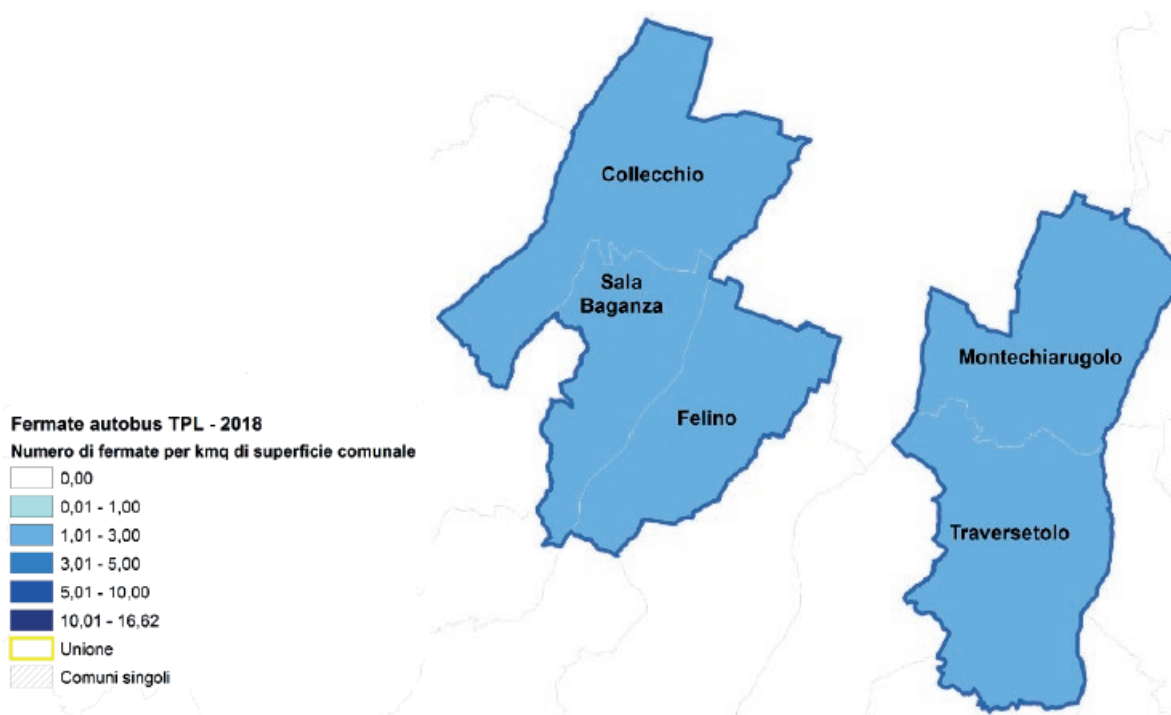 Collecchio
Sala
Baganza
Montechiarugolo
Felino
Traversetolo
Fermate autobus TPL - 2018
Numero di fermate per kmq di superficie comunale
0,00
0,01 - 1,00
1,01 - 3,00
3,01 - 5,00
5,01 - 10,00
10,01 - 16,62
Unione
Comuni singoli